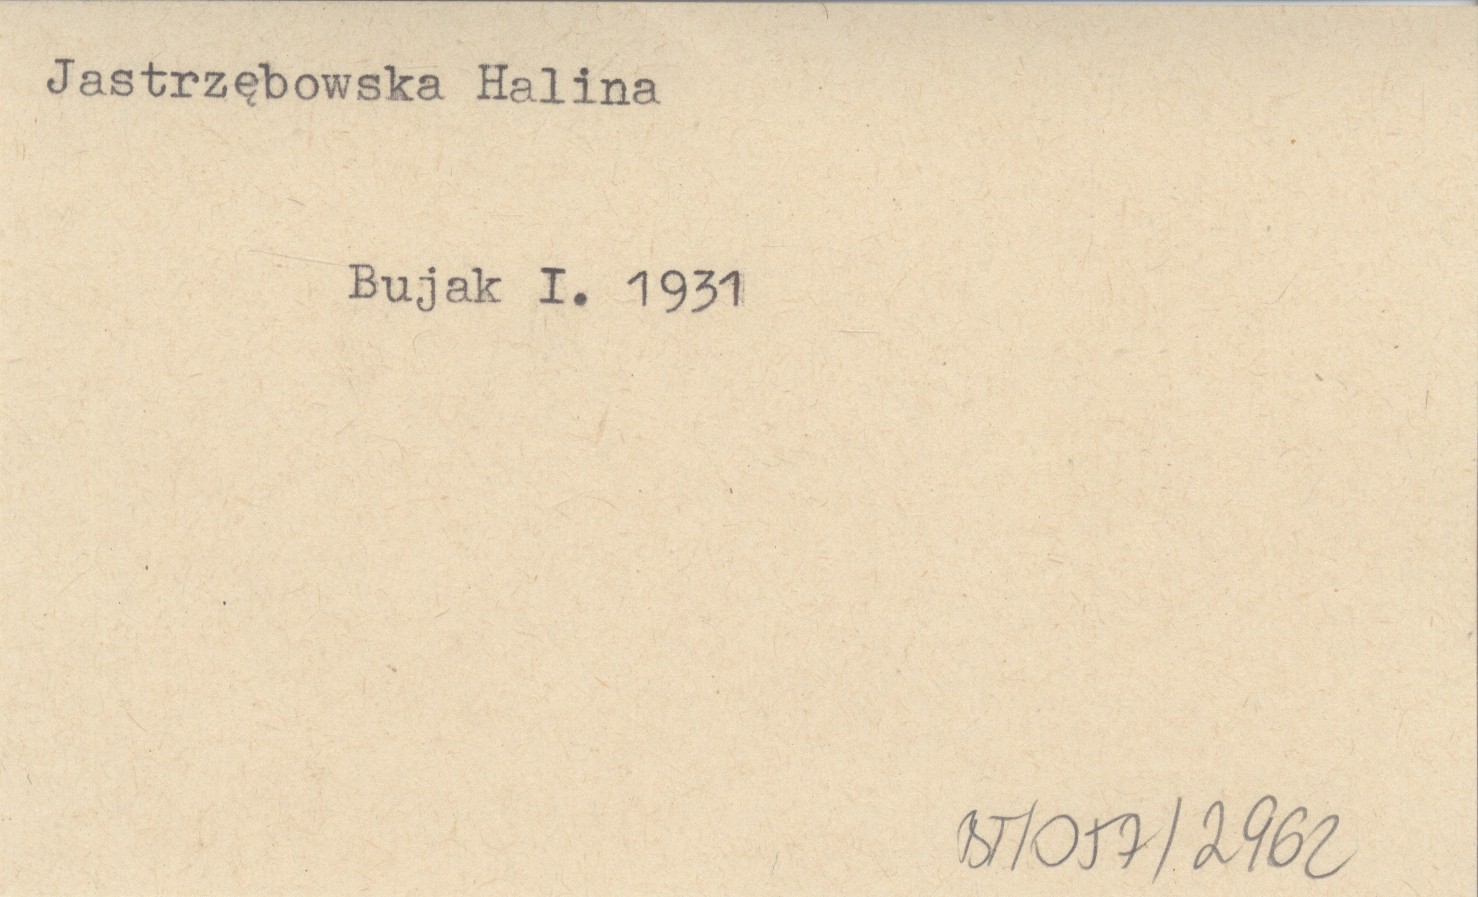 Jastrzębowska Halina
Bujak I. 1931
BT/057/2962